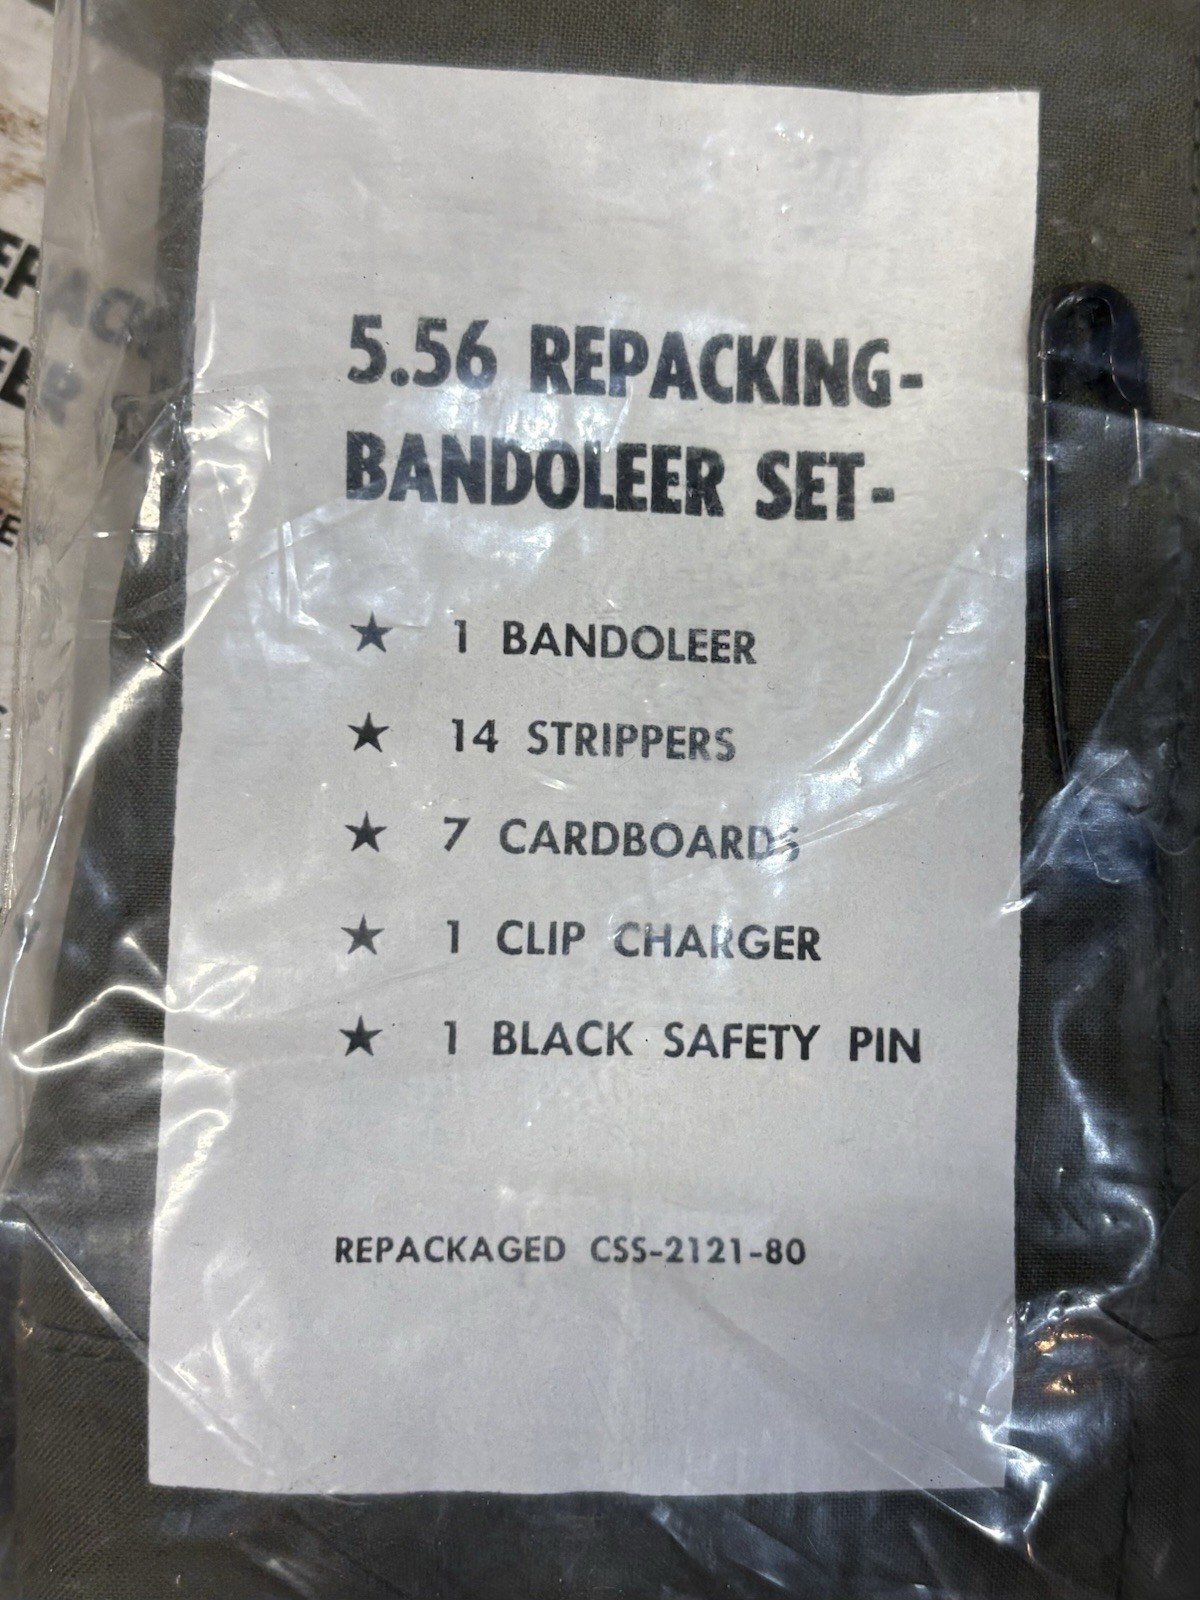 5.56 REPACKING-
BANDOLEER SET-
★ 1 BANDOLEER
★ 14 STRIPPERS
★ 7 CARDBOARDS
★ 1 CLIP CHARGER
★ 1 BLACK SAFETY PIN
REPACKAGED CSS-2121-80